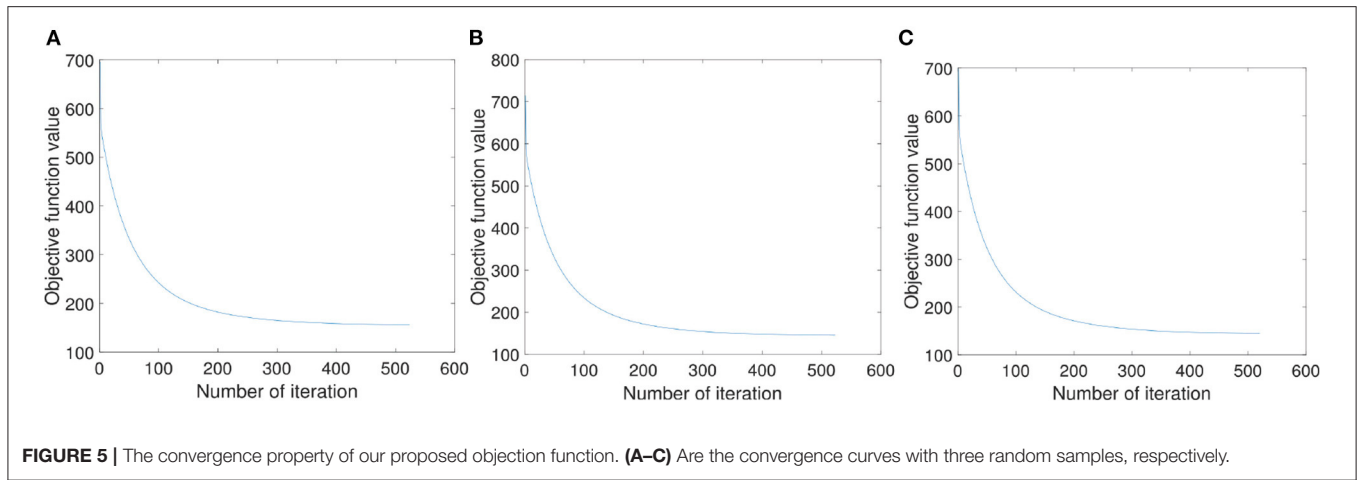 A
B
C
700
600
500
400
300
200
100
0 100 200 300 400 500 600
Objective function value
Number of iteration
800
700
600
500
400
300
200
100
0 100 200 300 400 500 600
Objective function value
Number of iteration
700
600
500
400
300
200
100
0 100 200 300 400 500 600
Objective function value
Number of iteration
FIGURE 5 | The convergence property of our proposed objection function. (A–C) Are the convergence curves with three random samples, respectively.